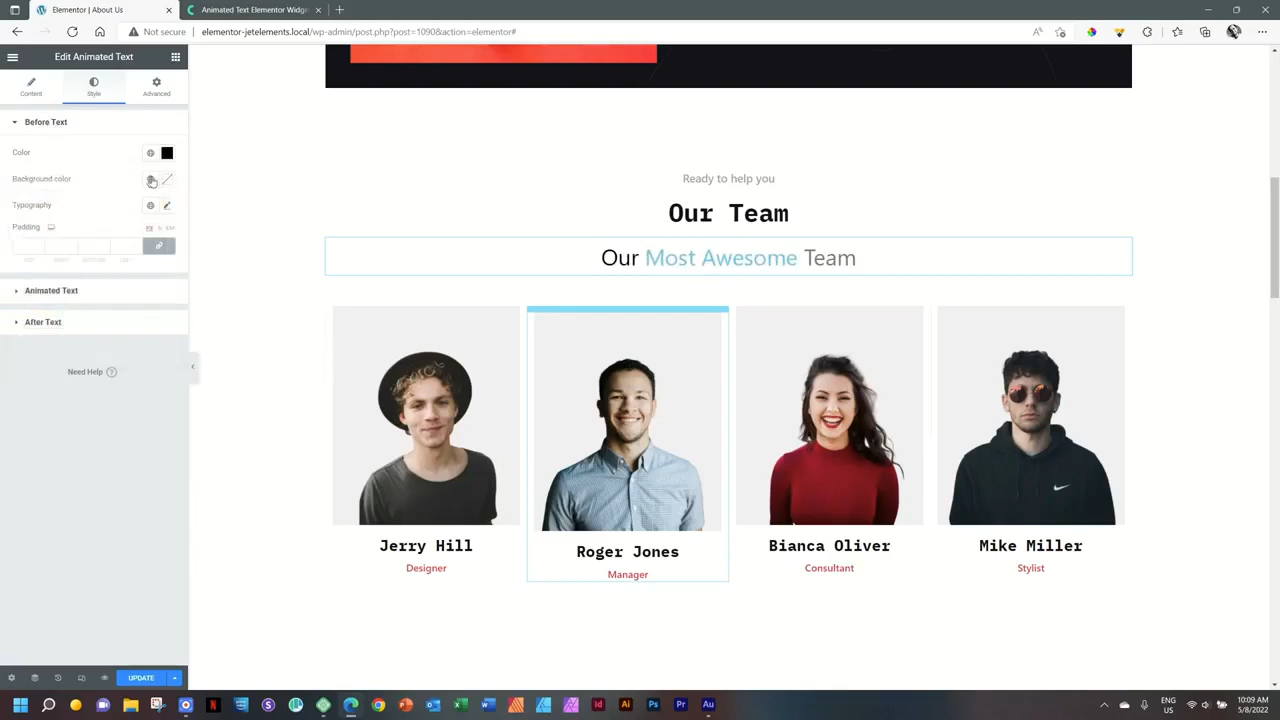 Elementor | About Us
Animated Text Elementor Widge
Not secure
elementor-jetelements.local/wp-admin/post.php?post=1090&action=elementor#
Edit Animated Text
Content
Style
Advanced
Before Text
Color
Background color
Typography
Padding
Animated Text
After Text
Need Help
UPDATE
Ready to help you
Our Team
Our Most Awesome Team
Jerry Hill
Designer
Roger Jones
Manager
Bianca Oliver
Consultant
Mike Miller
Stylist
ENG
US
10:09 AM
5/8/2022